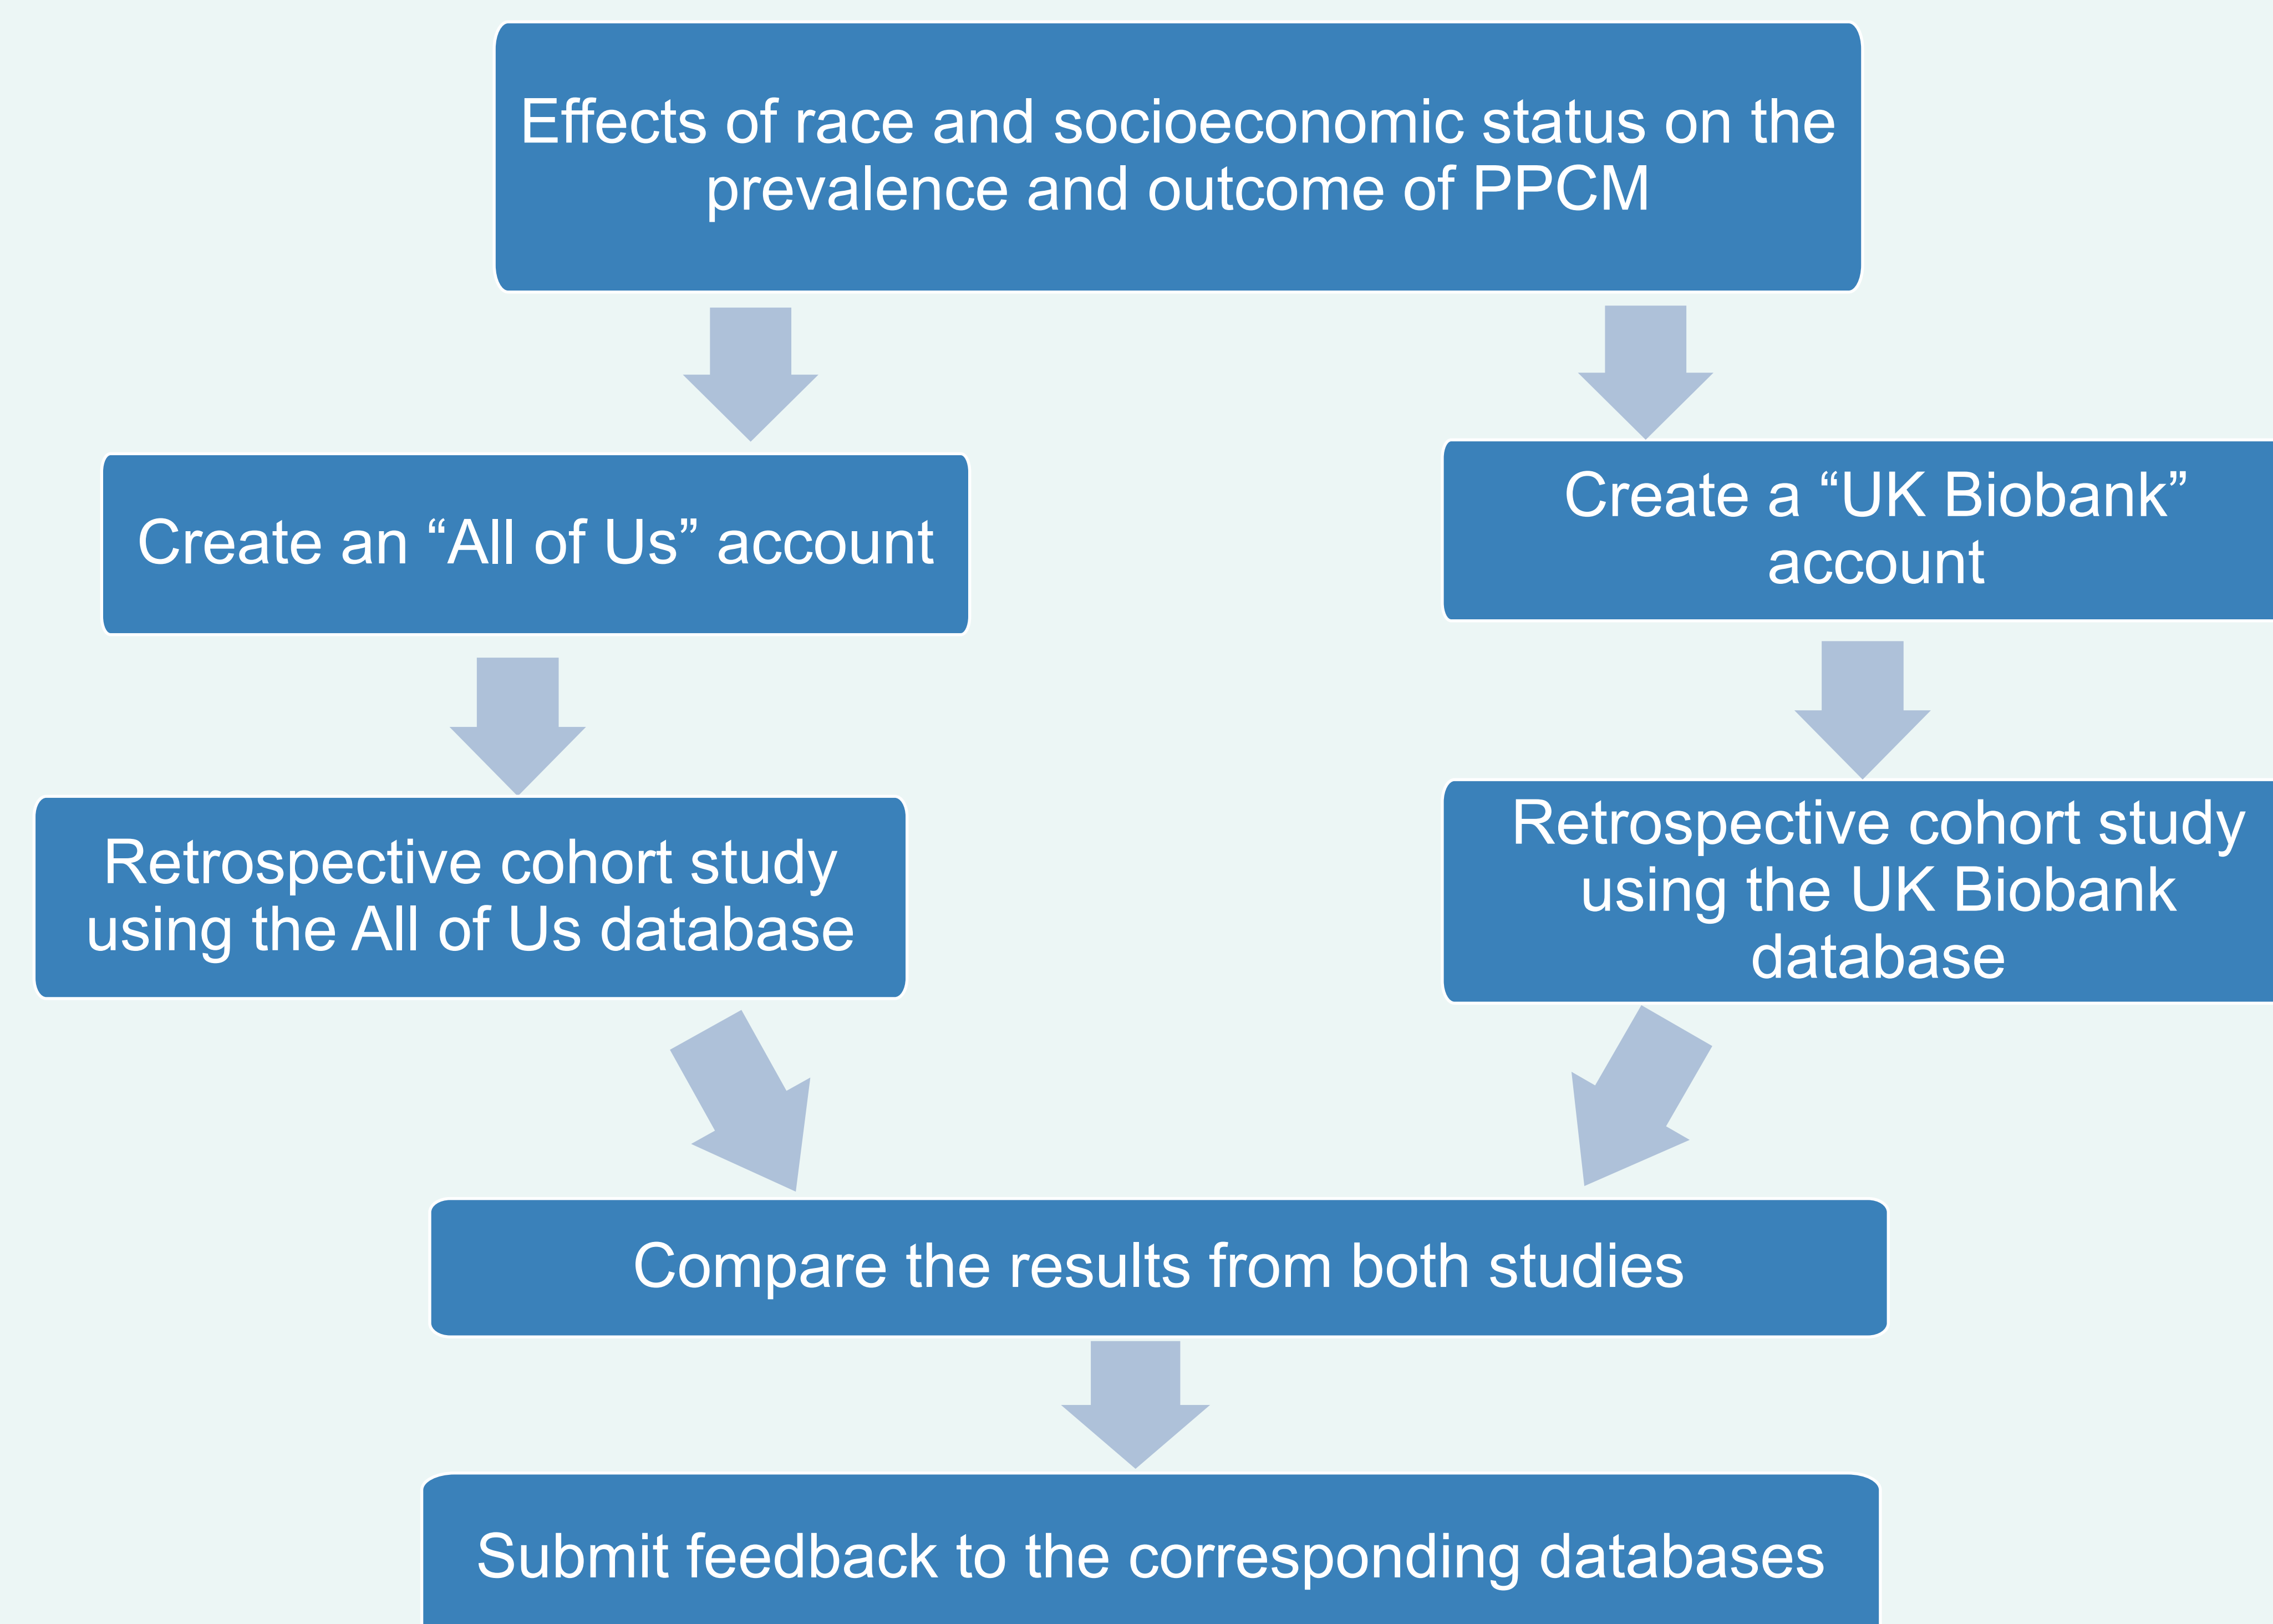 Effects of race and socioeconomic status on the
prevalence and outcome of PPCM
Create an “All of Us” account
Create a “UK Biobank”
account
Retrospective cohort study
using the All of Us database
Retrospective cohort study
using the UK Biobank
database
Compare the results from both studies
Submit feedback to the corresponding databases